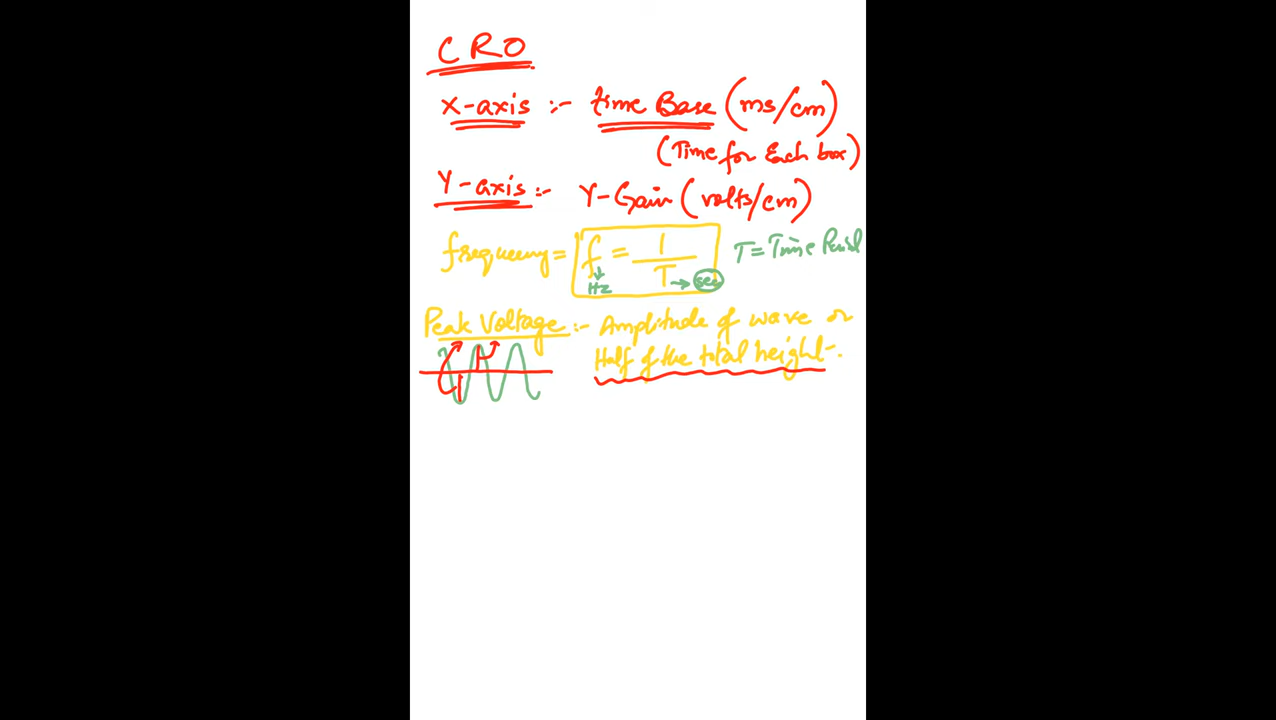 CRO
X-axis :- time Base (ms/cm)
(Time for Each box)
Y-axis :- Y-Gain (volts/cm)
frequency = f = 1/T T = Time Period
Hz → sec
Peak Voltage :- Amplitude of wave or
Half of the total height.